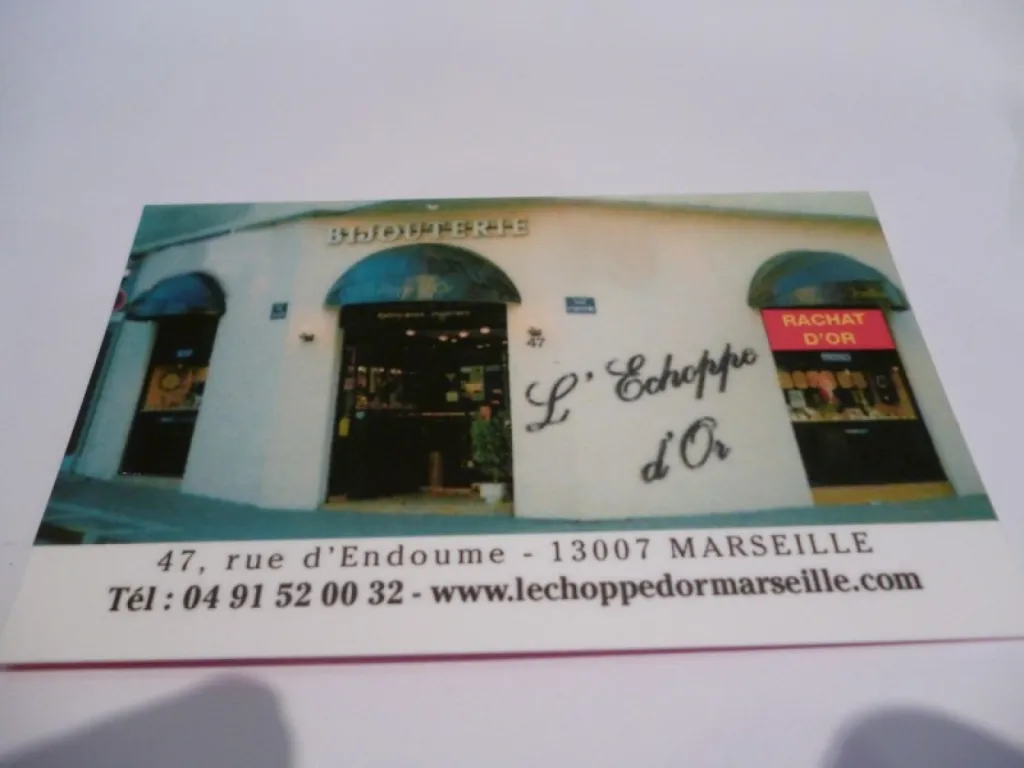 BIJOUTERIE
47
L'Echoppe
d'Or
RACHAT
D'OR
47, rue d'Endoume - 13007 MARSEILLE
Tél : 04 91 52 00 32 - www.lechoppedormarseille.com